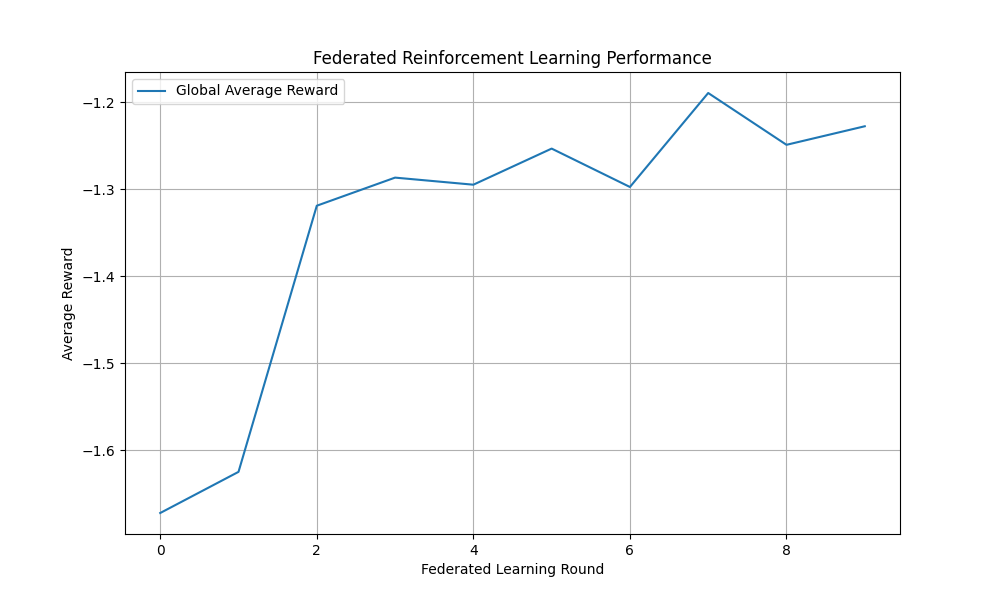 Federated Reinforcement Learning Performance
Global Average Reward
−1.2
−1.3
−1.4
−1.5
−1.6
Average Reward
0 2 4 6 8
Federated Learning Round